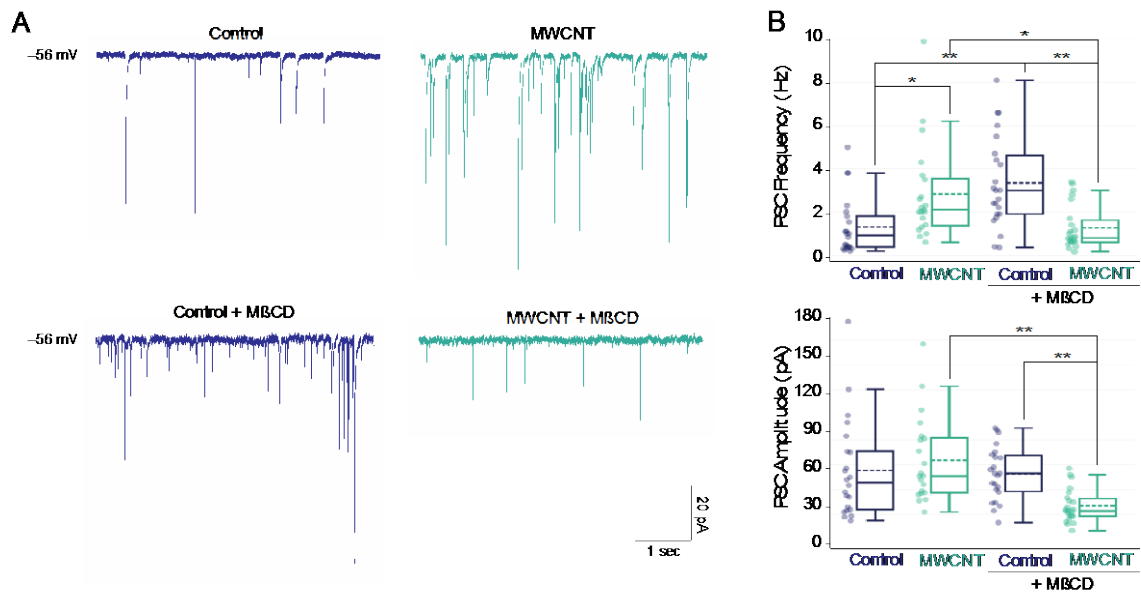 A
Control
MWCNT
–56 mV
Control + MßCD
MWCNT + MßCD
–56 mV
20 pA
1 sec
B
PSC Frequency (Hz)
10
8
6
4
2
0
*
**
**
*
Control
MWCNT
Control
MWCNT
+ MßCD
PSC Amplitude (pA)
180
150
120
90
60
30
0
**
**
Control
MWCNT
Control
MWCNT
+ MßCD